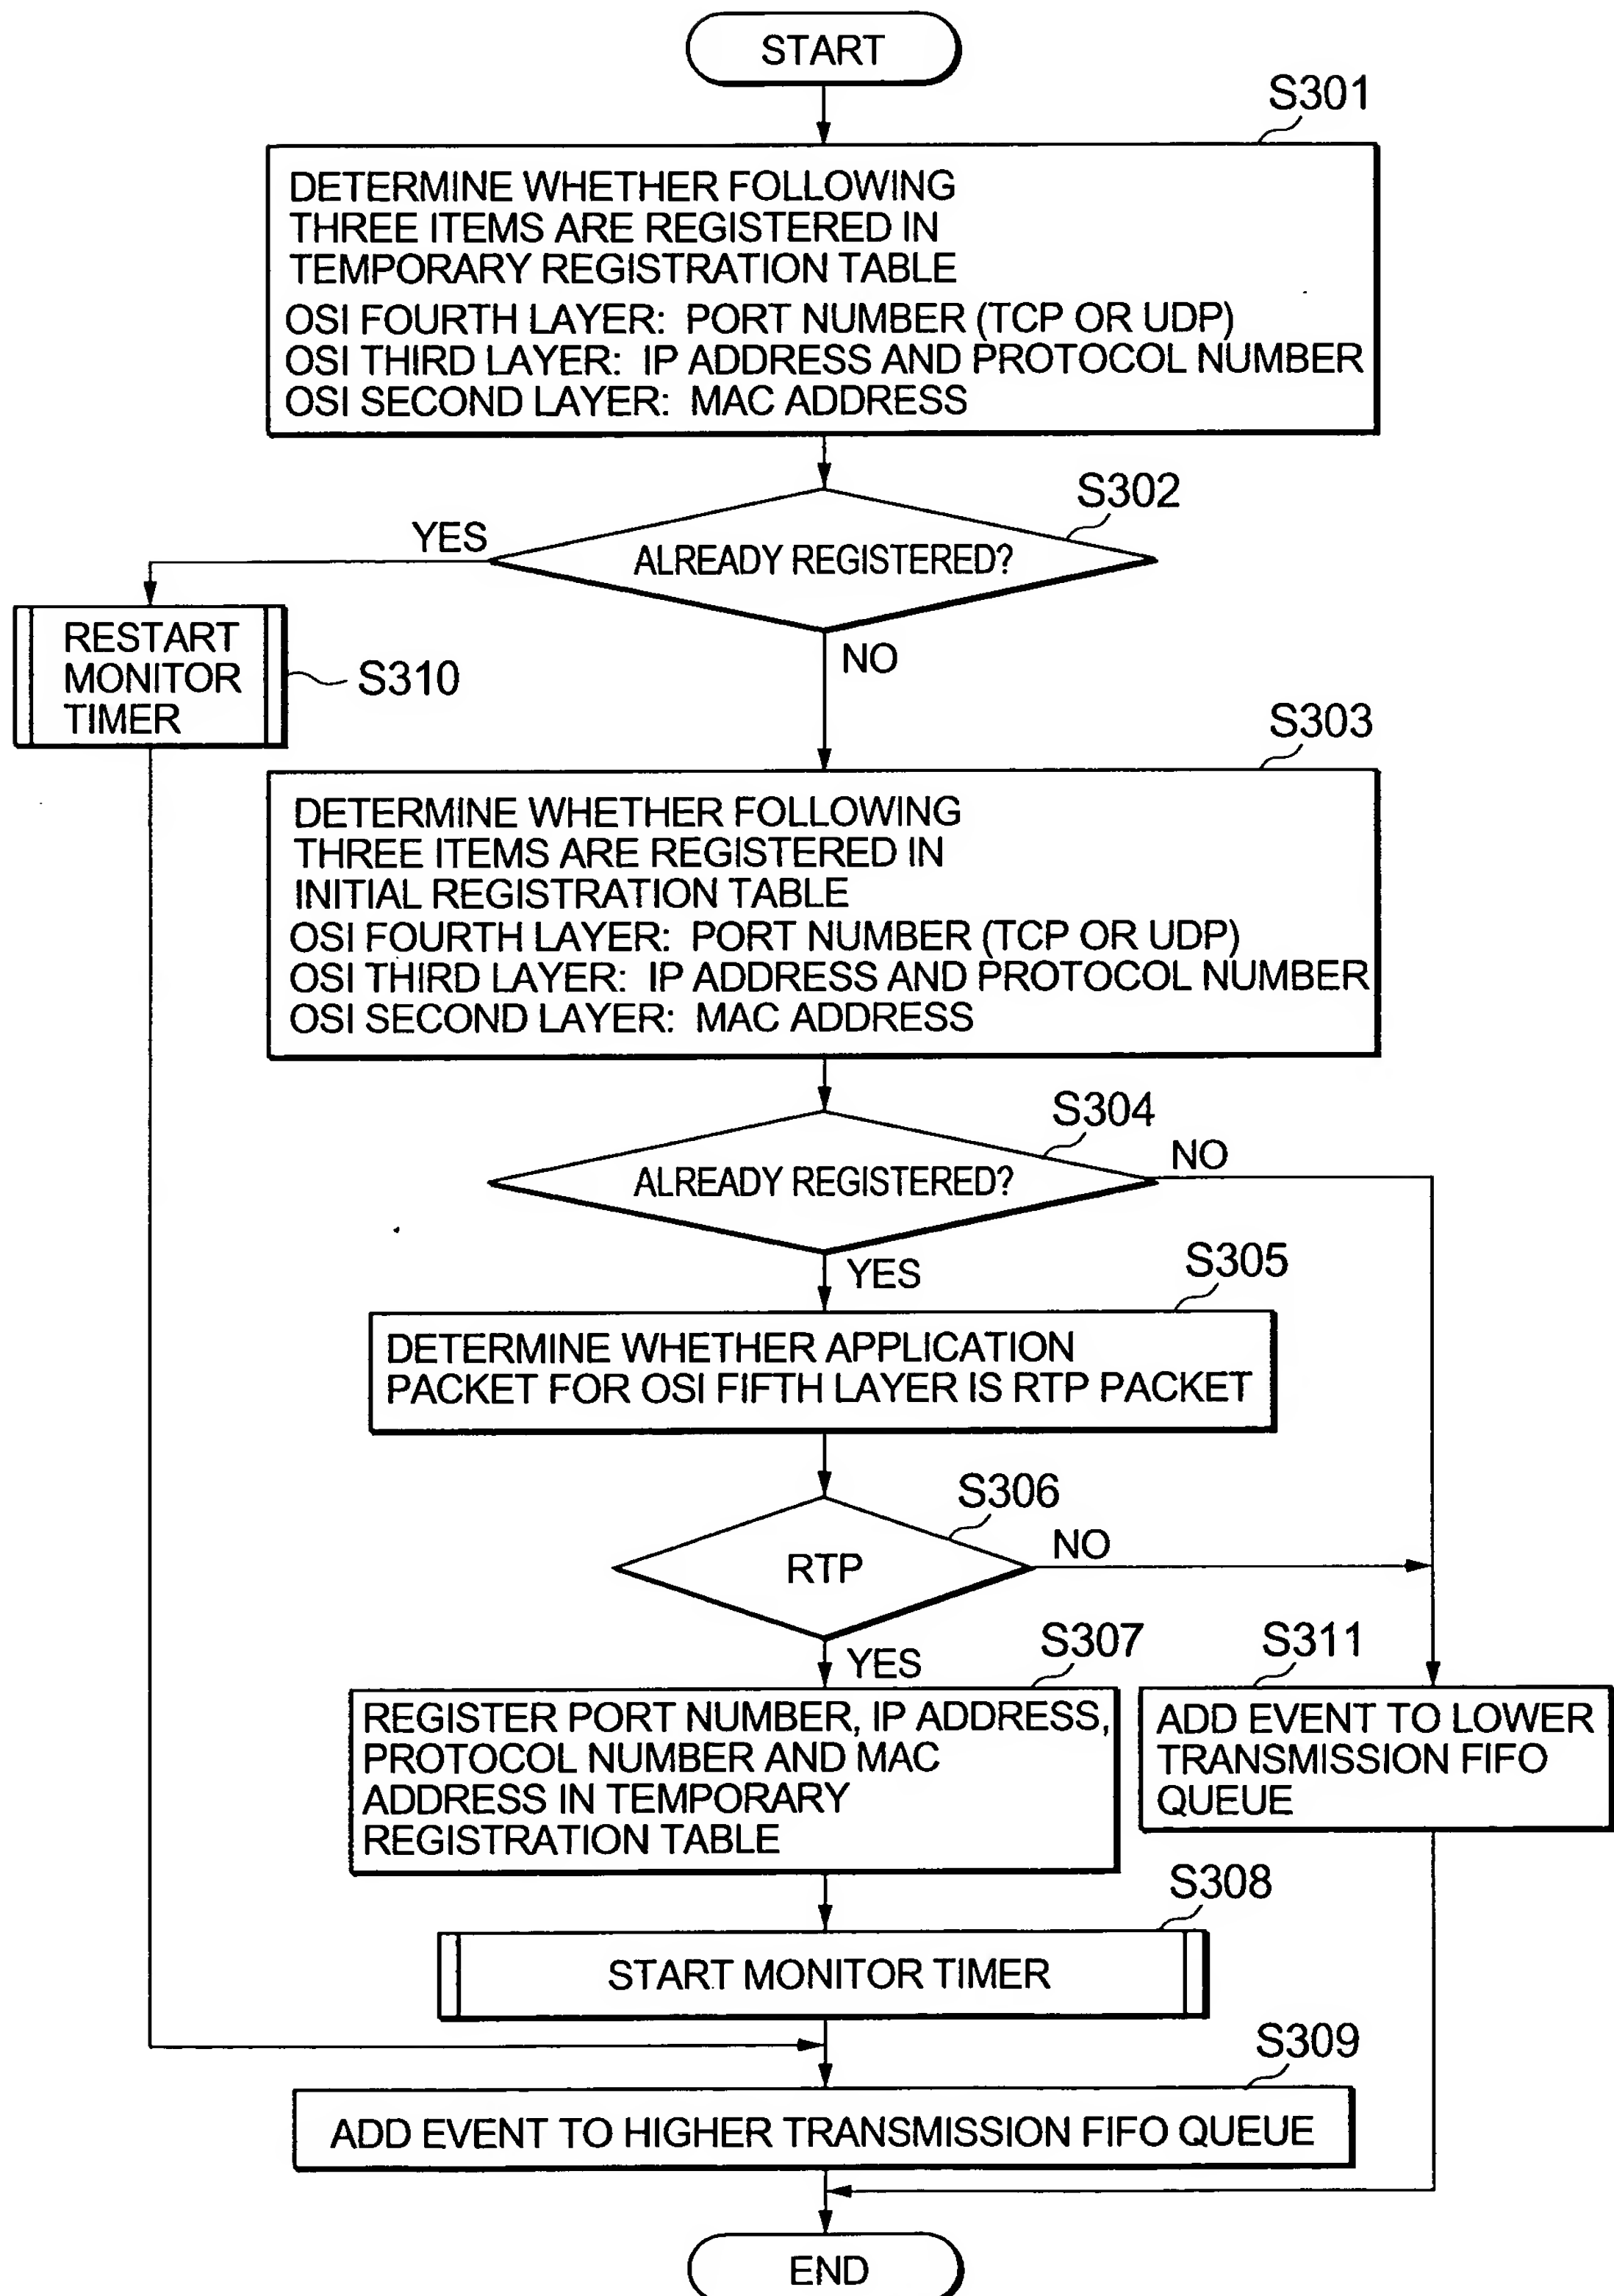 START
S301
DETERMINE WHETHER FOLLOWING
THREE ITEMS ARE REGISTERED IN
TEMPORARY REGISTRATION TABLE
OSI FOURTH LAYER: PORT NUMBER (TCP OR UDP)
OSI THIRD LAYER: IP ADDRESS AND PROTOCOL NUMBER
OSI SECOND LAYER: MAC ADDRESS
S302
YES
ALREADY REGISTERED?
NO
RESTART
MONITOR
TIMER
S310
S303
DETERMINE WHETHER FOLLOWING
THREE ITEMS ARE REGISTERED IN
INITIAL REGISTRATION TABLE
OSI FOURTH LAYER: PORT NUMBER (TCP OR UDP)
OSI THIRD LAYER: IP ADDRESS AND PROTOCOL NUMBER
OSI SECOND LAYER: MAC ADDRESS
S304
NO
ALREADY REGISTERED?
YES
S305
DETERMINE WHETHER APPLICATION
PACKET FOR OSI FIFTH LAYER IS RTP PACKET
S306
NO
RTP
YES
S307
REGISTER PORT NUMBER, IP ADDRESS,
PROTOCOL NUMBER AND MAC
ADDRESS IN TEMPORARY
REGISTRATION TABLE
S311
ADD EVENT TO LOWER
TRANSMISSION FIFO
QUEUE
S308
START MONITOR TIMER
S309
ADD EVENT TO HIGHER TRANSMISSION FIFO QUEUE
END